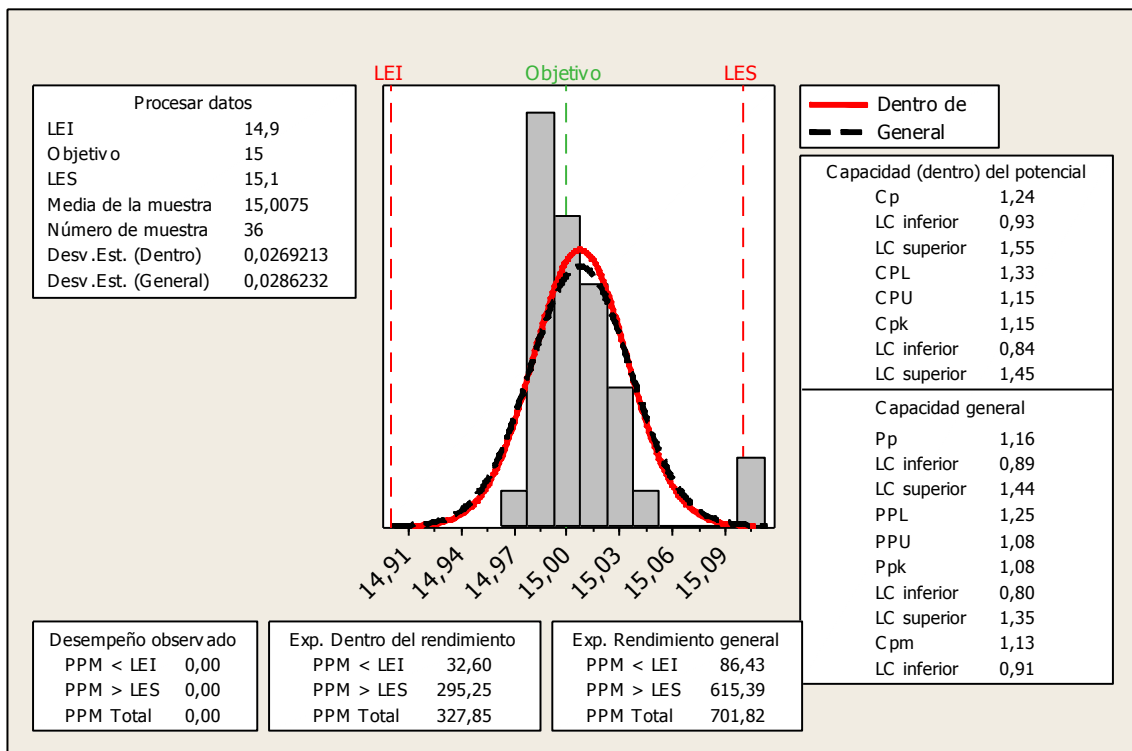 LEI
Objetivo
LES
Procesar datos
LEI 14,9
Objetivo 15
LES 15,1
Media de la muestra 15,0075
Número de muestra 36
Desv.Est. (Dentro) 0,0269213
Desv.Est. (General) 0,0286232
Dentro de
General
Capacidad (dentro) del potencial
Cp 1,24
LC inferior 0,93
LC superior 1,55
CPL 1,33
CPU 1,15
Cpk 1,15
LC inferior 0,84
LC superior 1,45
Capacidad general
Pp 1,16
LC inferior 0,89
LC superior 1,44
PPL 1,25
PPU 1,08
Ppk 1,08
LC inferior 0,80
LC superior 1,35
Cpm 1,13
LC inferior 0,91
14,91 14,94 14,97 15,00 15,03 15,06 15,09
Desempeño observado
PPM < LEI 0,00
PPM > LES 0,00
PPM Total 0,00
Exp. Dentro del rendimiento
PPM < LEI 32,60
PPM > LES 295,25
PPM Total 327,85
Exp. Rendimiento general
PPM < LEI 86,43
PPM > LES 615,39
PPM Total 701,82